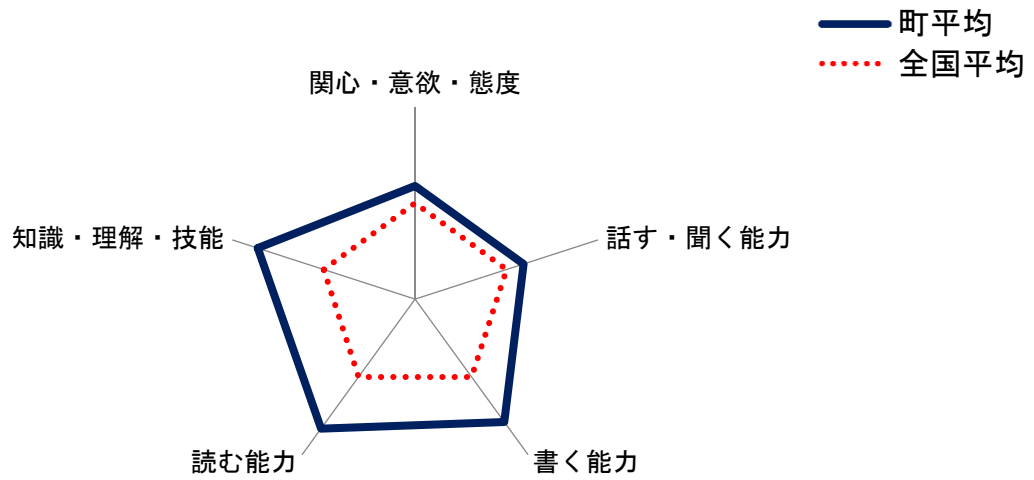 町平均
全国平均
関心・意欲・態度
知識・理解・技能
話す・聞く能力
読む能力
書く能力